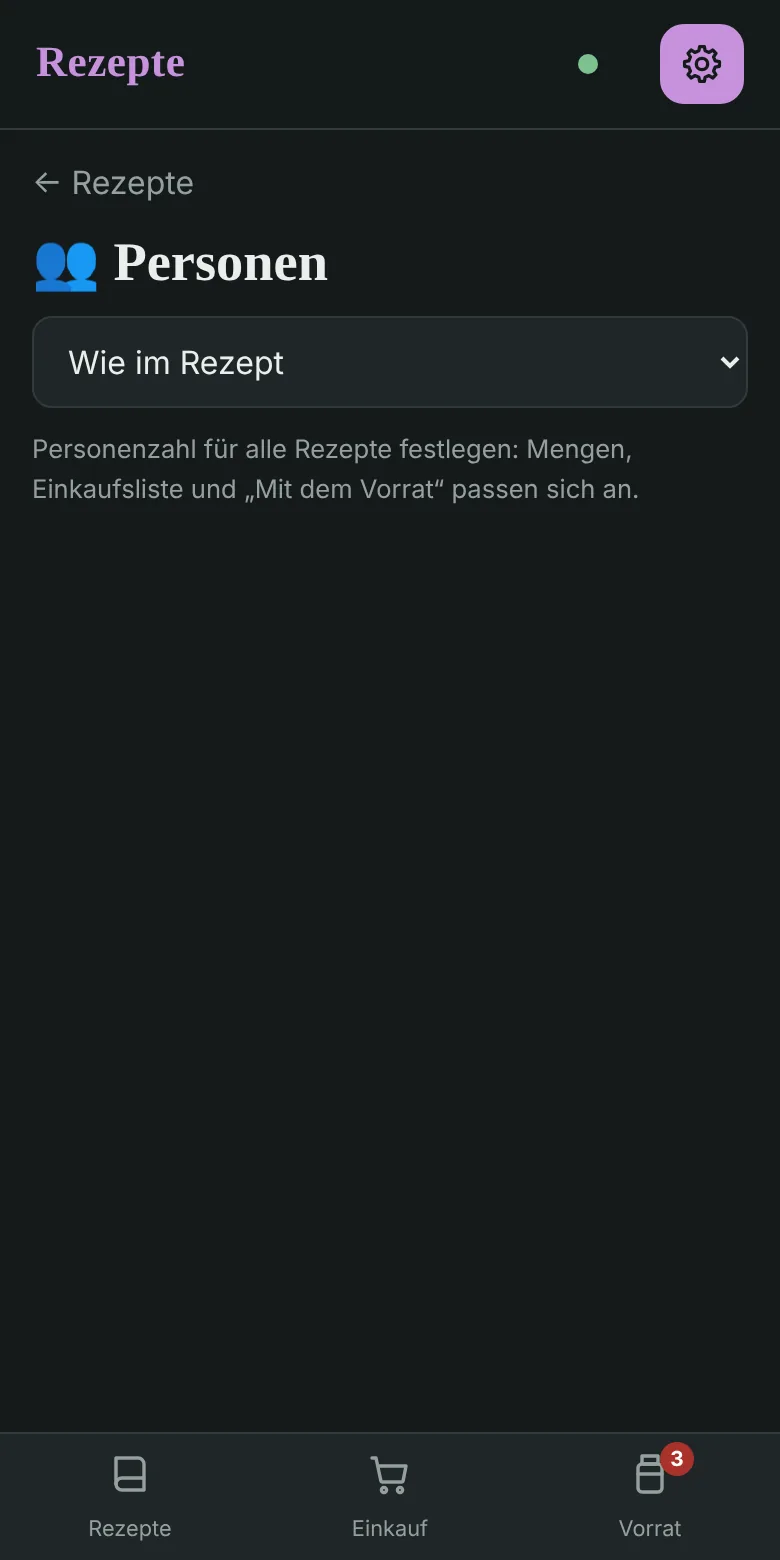 Rezepte
← Rezepte
👥 Personen
Wie im Rezept
Personenzahl für alle Rezepte festlegen: Mengen,
Einkaufsliste und „Mit dem Vorrat“ passen sich an.
3
Rezepte
Einkauf
Vorrat